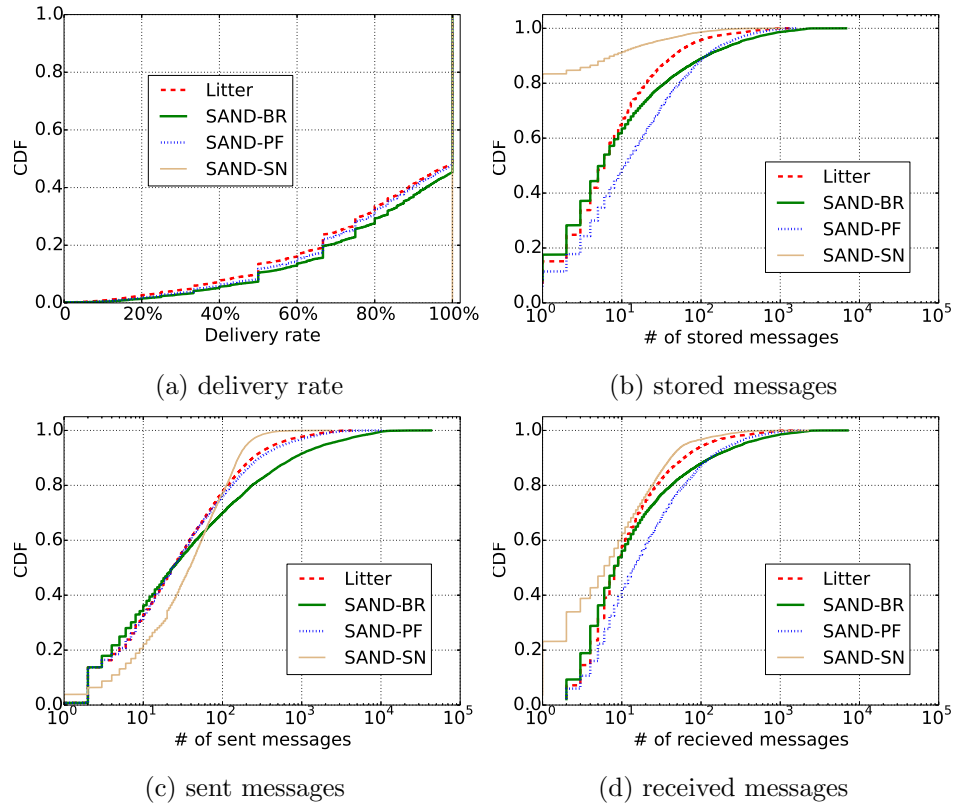 1.0
0.8
0.6
0.4
0.2
0.0
CDF
Litter
SAND-BR
SAND-PF
SAND-SN
0 20% 40% 60% 80% 100%
Delivery rate
(a) delivery rate
1.0
0.8
0.6
0.4
0.2
0.0
CDF
Litter
SAND-BR
SAND-PF
SAND-SN
10^0 10^1 10^2 10^3 10^4 10^5
# of stored messages
(b) stored messages
1.0
0.8
0.6
0.4
0.2
0.0
CDF
Litter
SAND-BR
SAND-PF
SAND-SN
10^0 10^1 10^2 10^3 10^4 10^5
# of sent messages
(c) sent messages
1.0
0.8
0.6
0.4
0.2
0.0
CDF
Litter
SAND-BR
SAND-PF
SAND-SN
10^0 10^1 10^2 10^3 10^4 10^5
# of recieved messages
(d) received messages